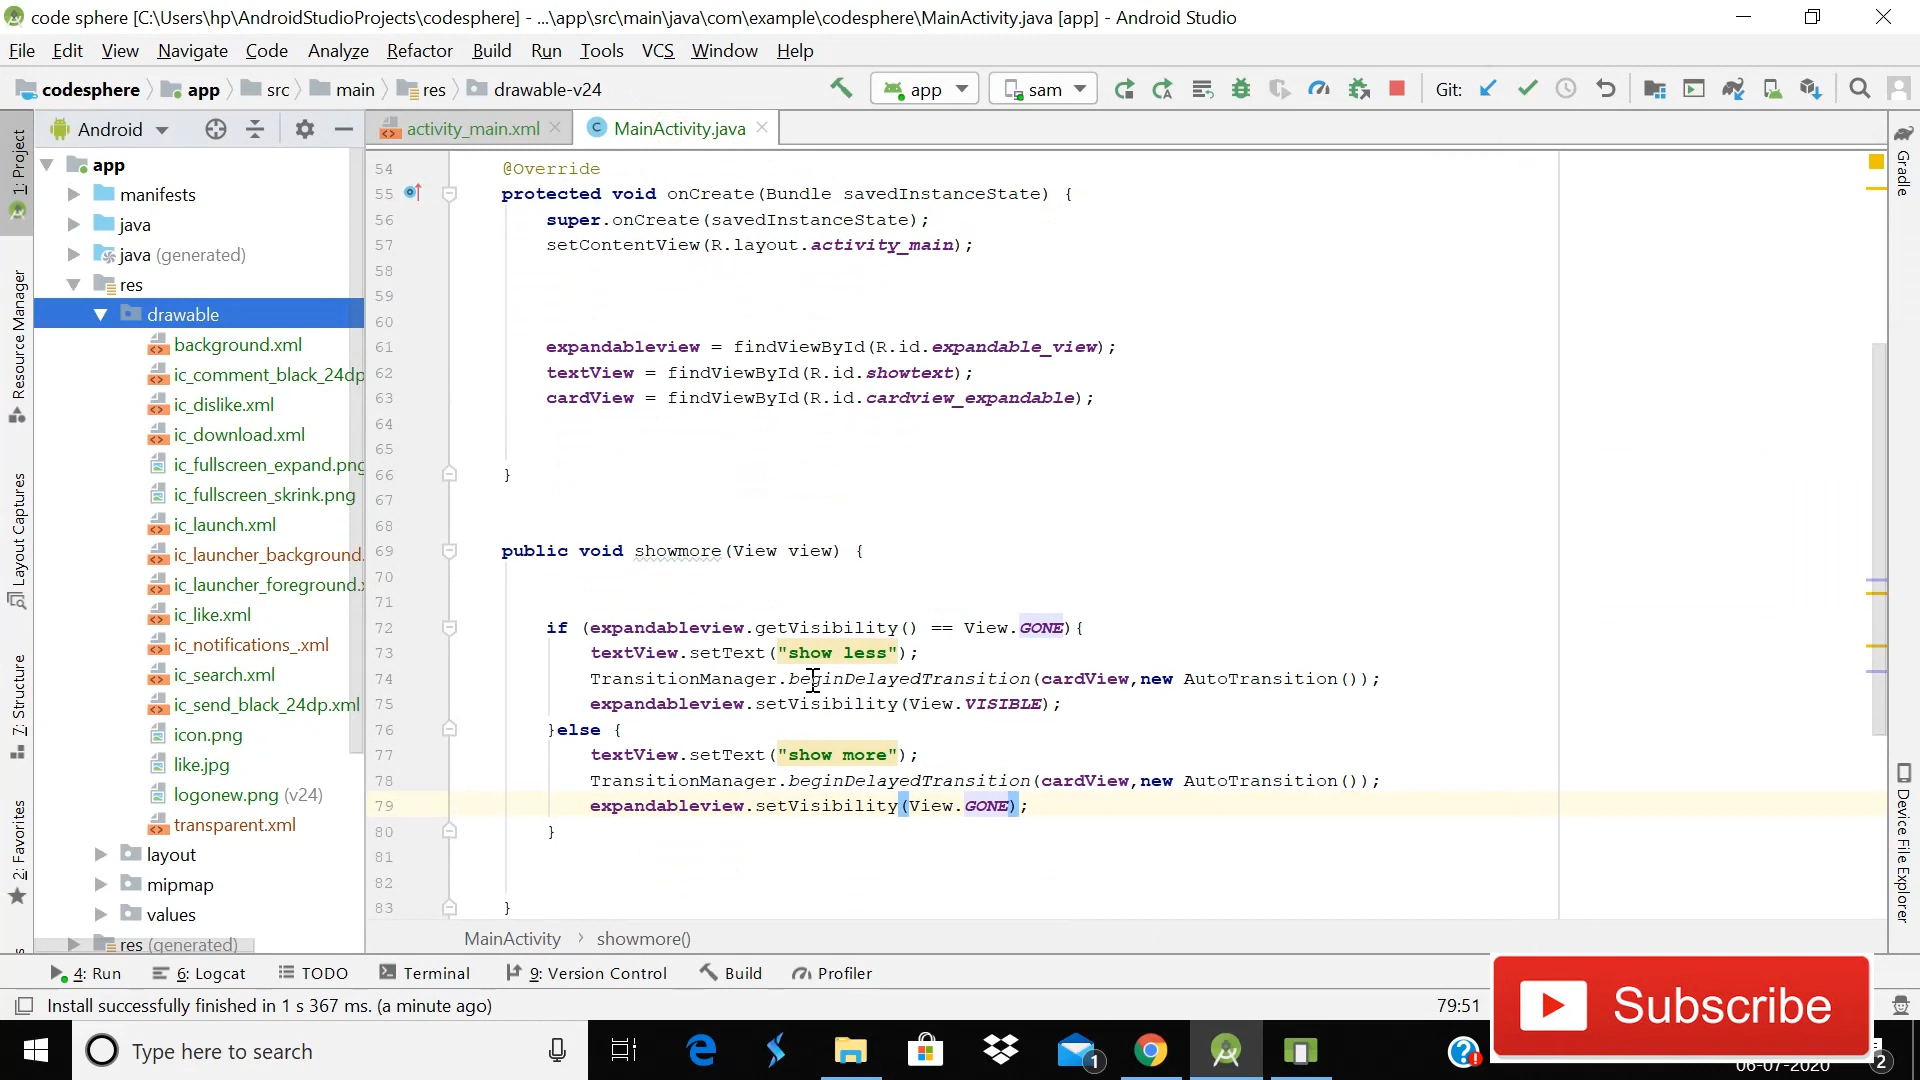 code sphere [C:\Users\hp\AndroidStudioProjects\codesphere] - ...\app\src\main\java\com\example\codesphere\MainActivity.java [app] - Android Studio
File Edit View Navigate Code Analyze Refactor Build Run Tools VCS Window Help
codesphere app src main res drawable-v24 app sam Git:
Android activity_main.xml MainActivity.java
1: Project
Resource Manager
Layout Captures
7: Structure
2: Favorites
app
manifests
java
java (generated)
res
drawable
background.xml
ic_comment_black_24dp
ic_dislike.xml
ic_download.xml
ic_fullscreen_expand.png
ic_fullscreen_skrink.png
ic_launch.xml
ic_launcher_background.
ic_launcher_foreground.x
ic_like.xml
ic_notifications_.xml
ic_search.xml
ic_send_black_24dp.xml
icon.png
like.jpg
logonew.png (v24)
transparent.xml
layout
mipmap
values
res (generated)
54 @Override
55 protected void onCreate(Bundle savedInstanceState) {
56 super.onCreate(savedInstanceState);
57 setContentView(R.layout.activity_main);
58
59
60
61 expandableview = findViewById(R.id.expandable_view);
62 textView = findViewById(R.id.showtext);
63 cardView = findViewById(R.id.cardview_expandable);
64
65
66 }
67
68
69 public void showmore(View view) {
70
71
72 if (expandableview.getVisibility() == View.GONE){
73 textView.setText("show less");
74 TransitionManager.beginDelayedTransition(cardView,new AutoTransition());
75 expandableview.setVisibility(View.VISIBLE);
76 }else {
77 textView.setText("show more");
78 TransitionManager.beginDelayedTransition(cardView,new AutoTransition());
79 expandableview.setVisibility(View.GONE);
80 }
81
82
83 }
MainActivity showmore()
Gradle
Device File Explorer
4: Run 6: Logcat TODO Terminal 9: Version Control Build Profiler
Install successfully finished in 1 s 367 ms. (a minute ago) 79:51
Subscribe
Type here to search
1
06-07-2020
2